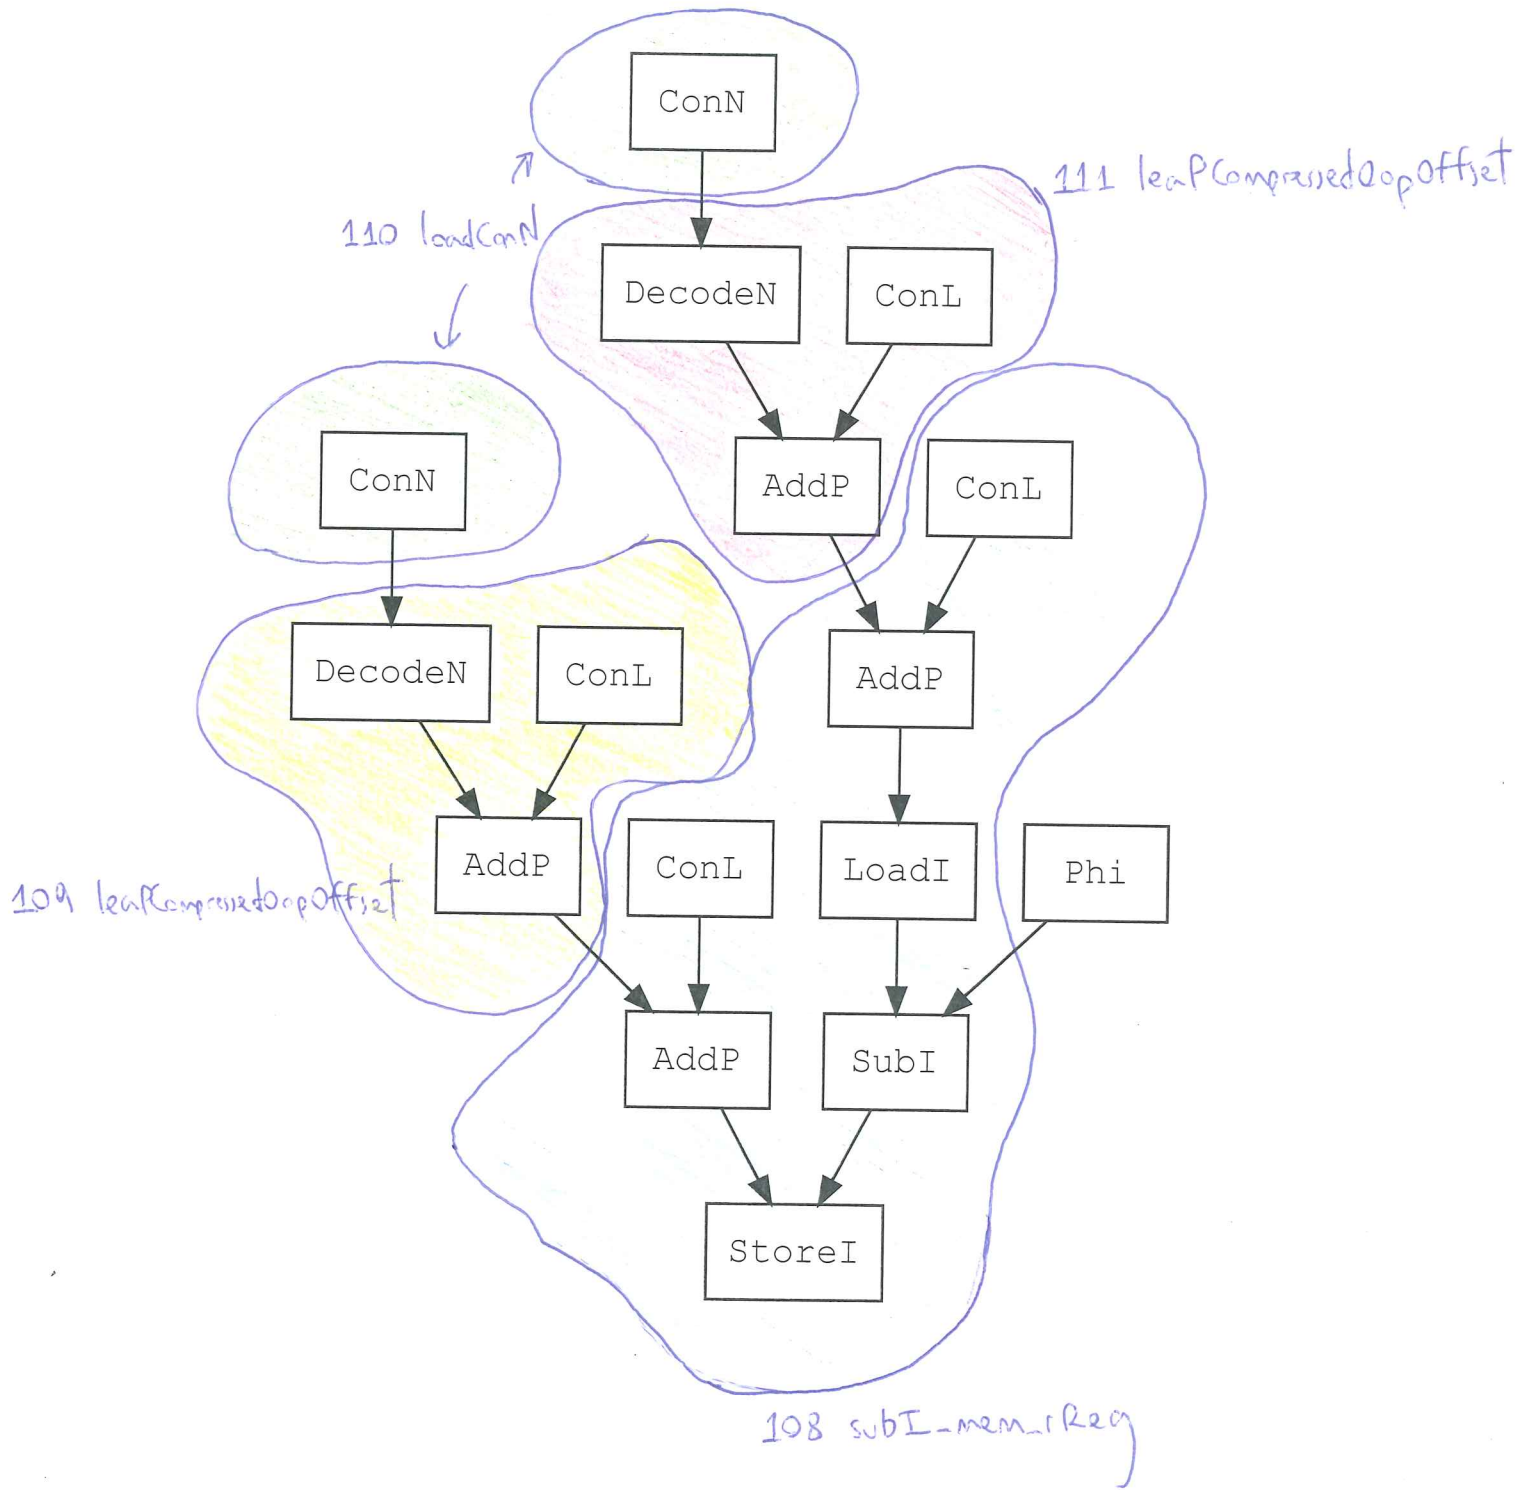 ConN
111 leaPCompressedOopOffset
110 loadConN
DecodeN
ConL
AddP
ConL
ConN
DecodeN
ConL
AddP
AddP
ConL
LoadI
Phi
109 leaPCompressedOopOffset
AddP
SubI
StoreI
108 subI_mem_rReg